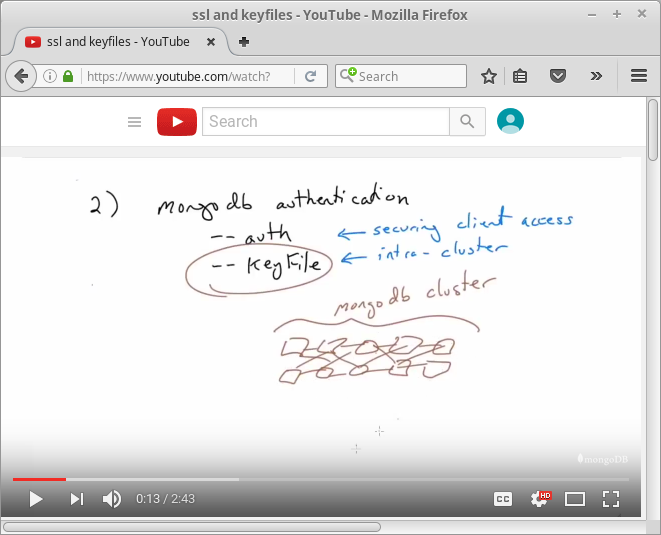 ssl and keyfiles - YouTube - Mozilla Firefox
ssl and keyfiles - YouTube
https://www.youtube.com/watch?
Search
Search
2) mongodb authentication
-- auth ← securing client access
-- keyFile ← intra-cluster
mongodb cluster
mongoDB
0:13 / 2:43
CC
HD